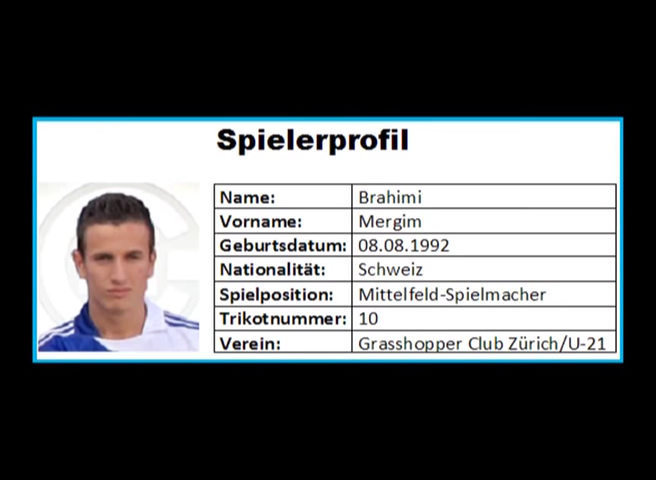 Spielerprofil
Name: Brahimi
Vorname: Mergim
Geburtsdatum: 08.08.1992
Nationalität: Schweiz
Spielposition: Mittelfeld-Spielmacher
Trikotnummer: 10
Verein: Grasshopper Club Zürich/U-21